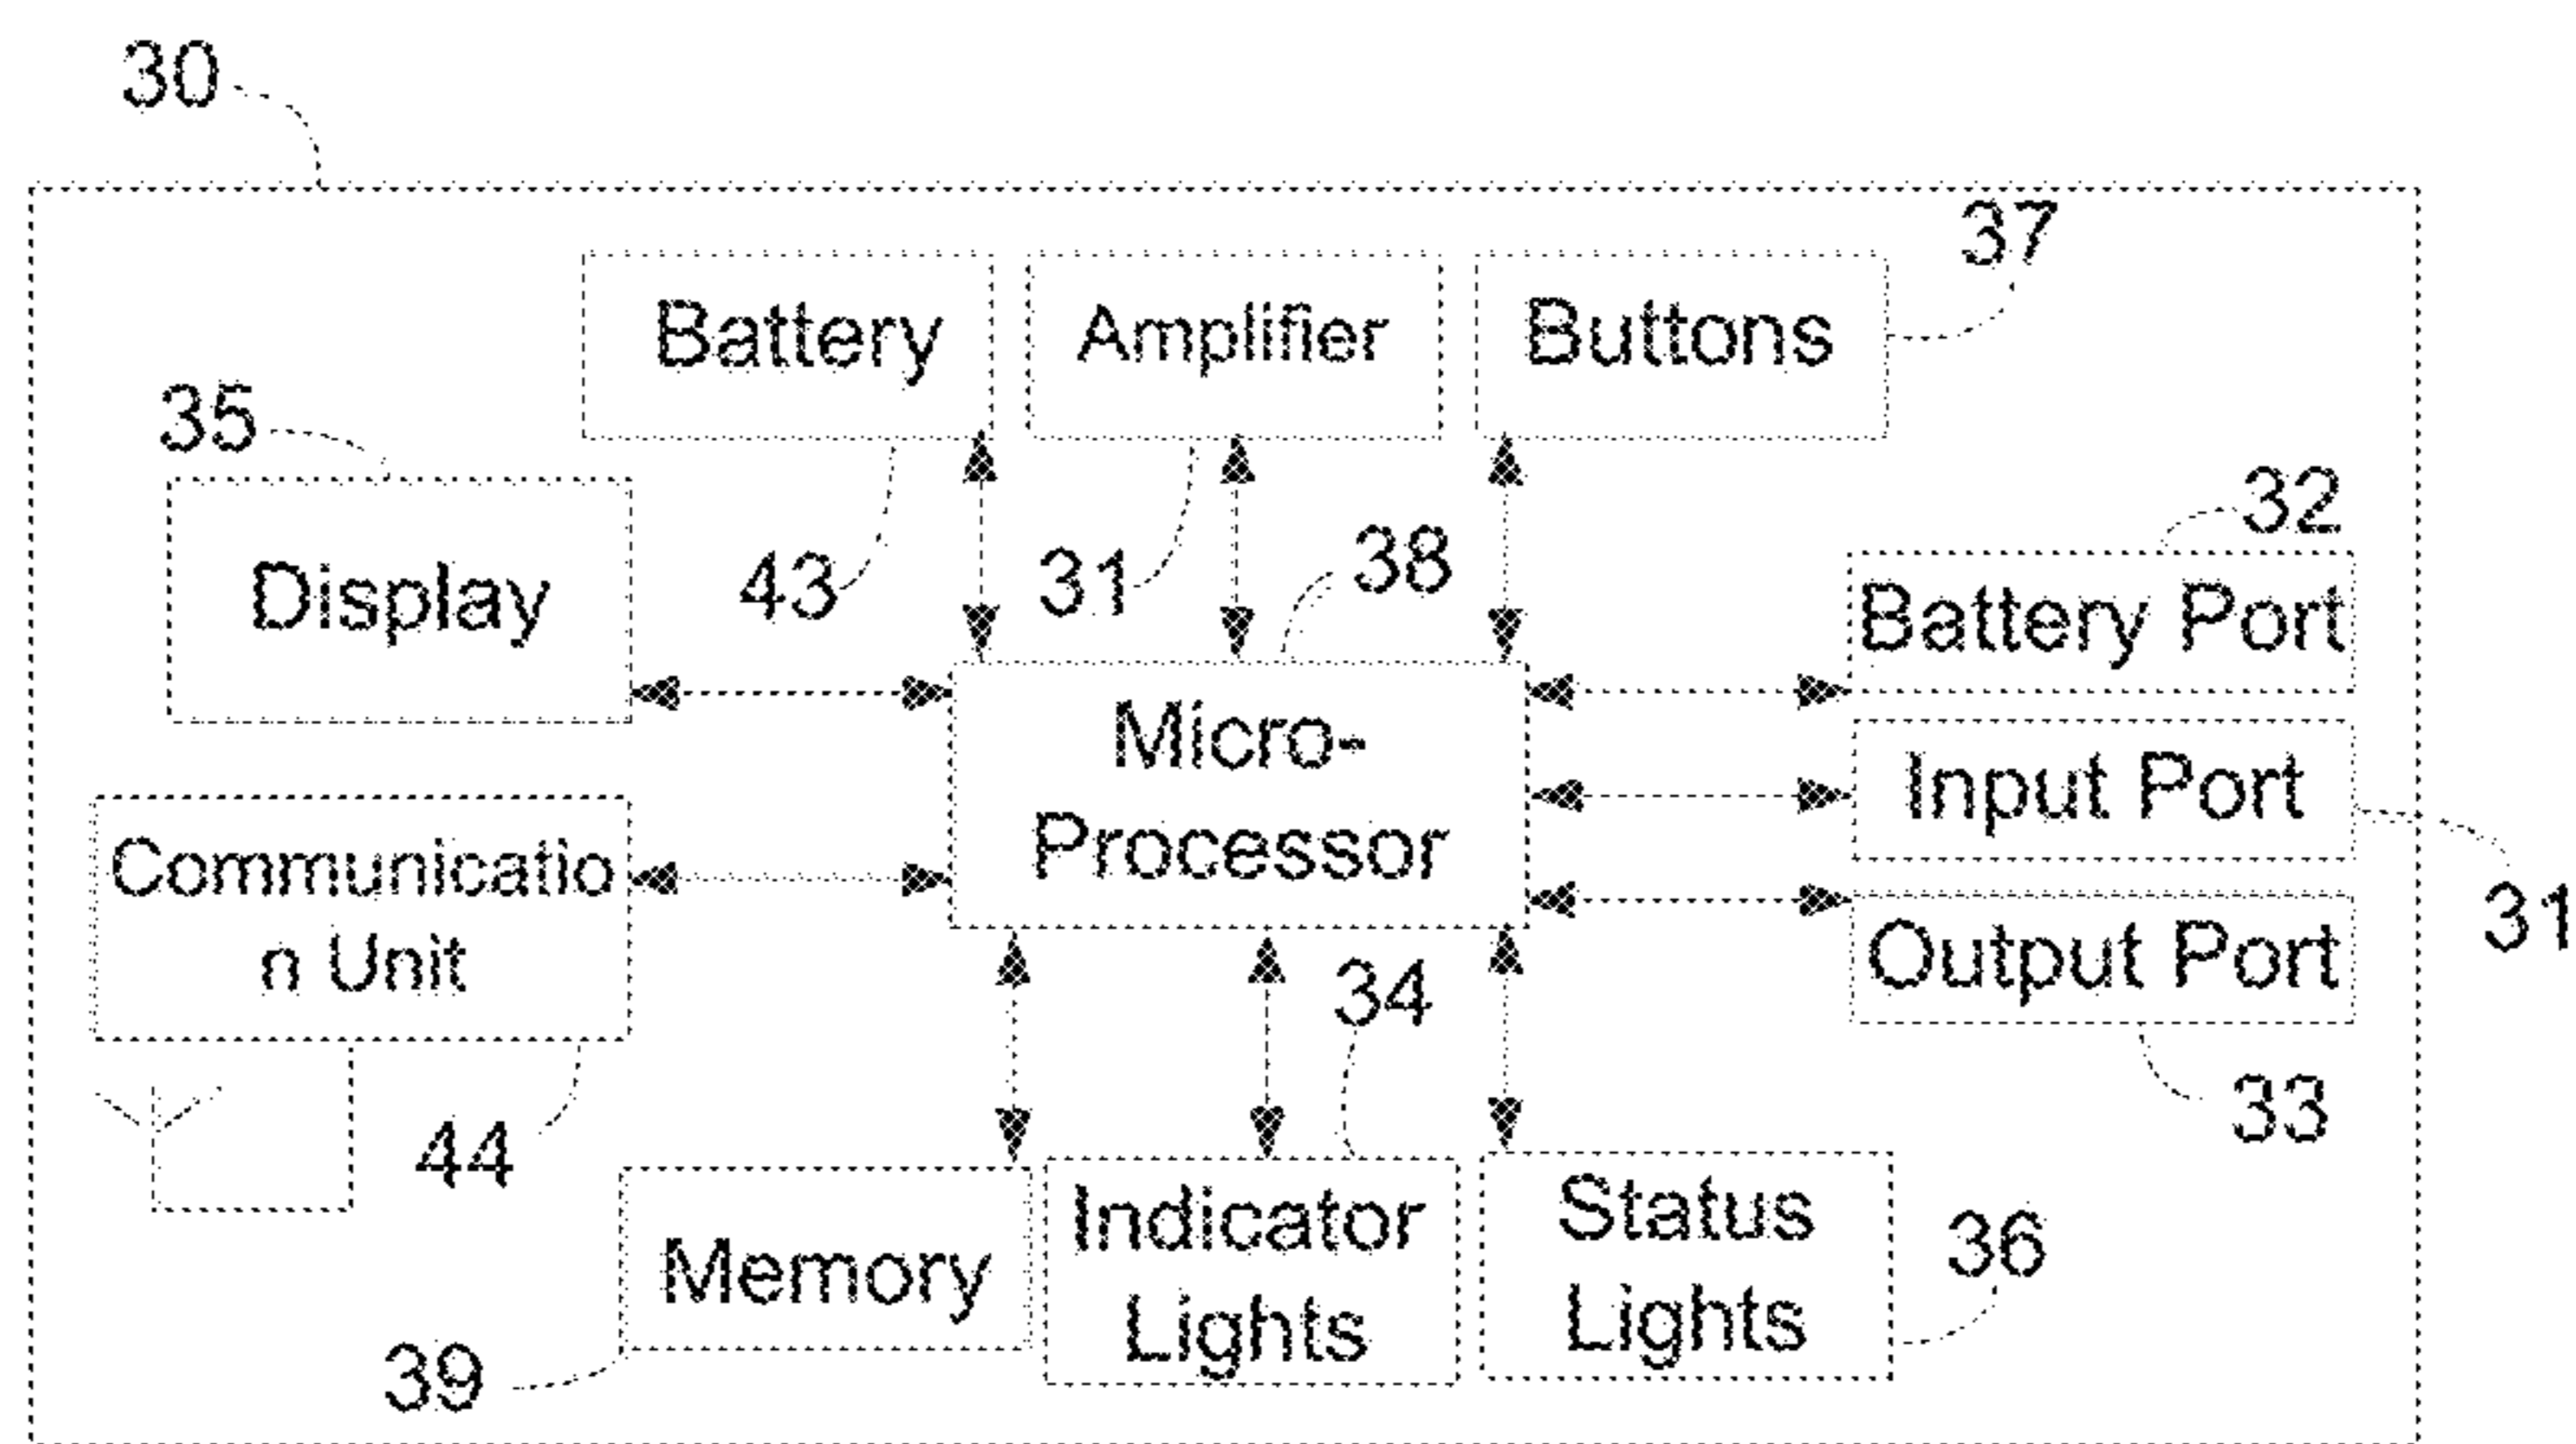 30
37
Battery
Amplifier
Buttons
35
32
Display
43
31
38
Battery Port
Micro-
Processor
Input Port
Communicatio
n Unit
31
Output Port
34
44
33
Memory
Indicator
Lights
Status
Lights
36
39